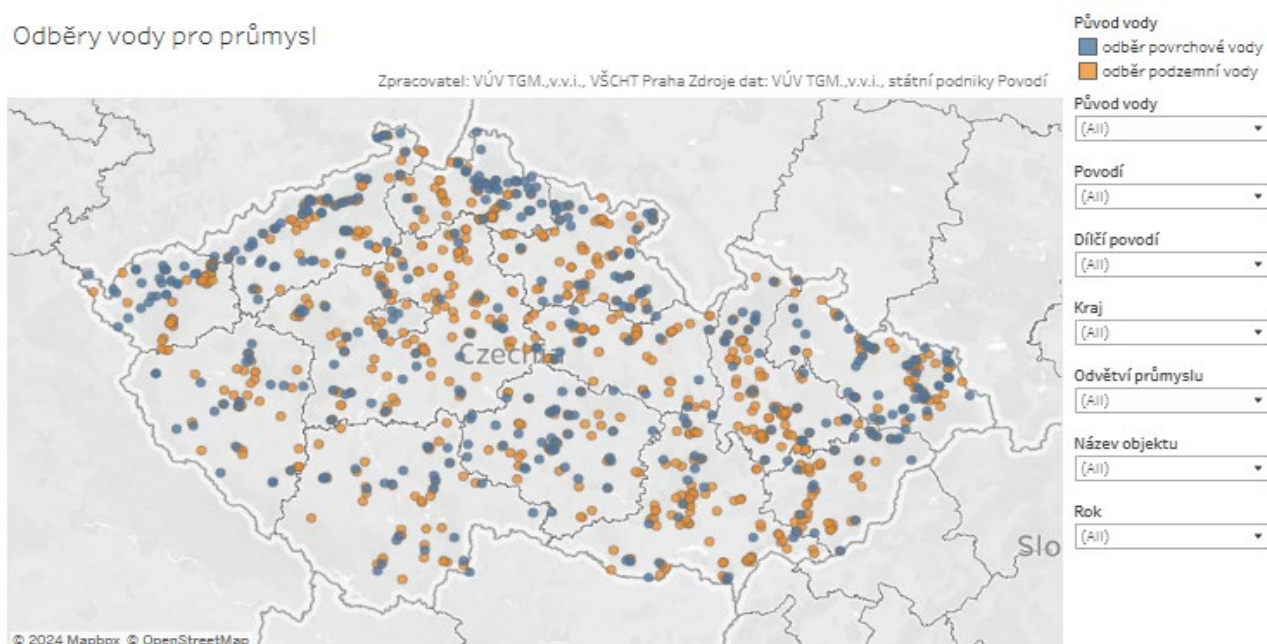 Odběry vody pro průmysl
Zpracovatel: VÚV TGM.,v.v.i., VŠCHT Praha Zdroje dat: VÚV TGM.,v.v.i., státní podniky Povodí
Czechia
Slo
© 2024 Mapbox © OpenStreetMap
Původ vody
odběr povrchové vody
odběr podzemní vody
Původ vody
(All)
Povodí
(All)
Dílčí povodí
(All)
Kraj
(All)
Odvětví průmyslu
(All)
Název objektu
(All)
Rok
(All)